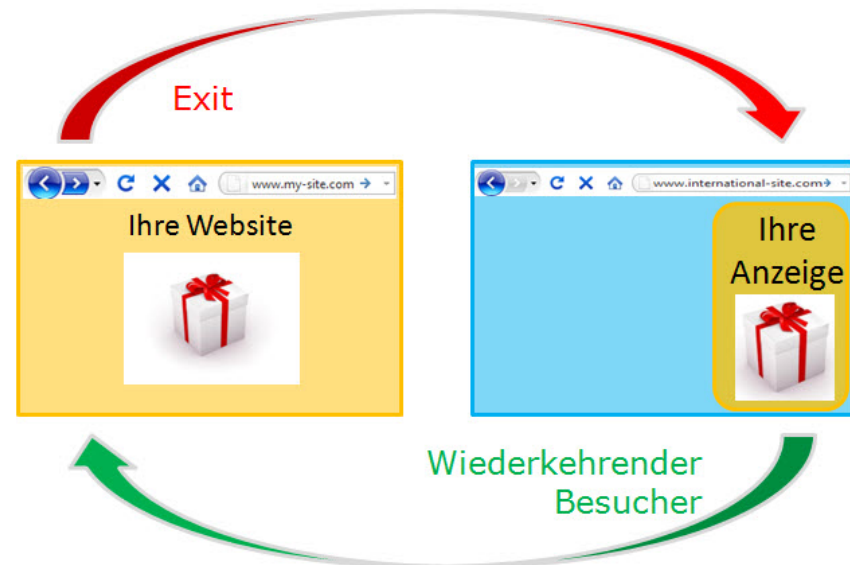 Exit
www.my-site.com
www.international-site.com
Ihre Website
Ihre
Anzeige
Wiederkehrender
Besucher